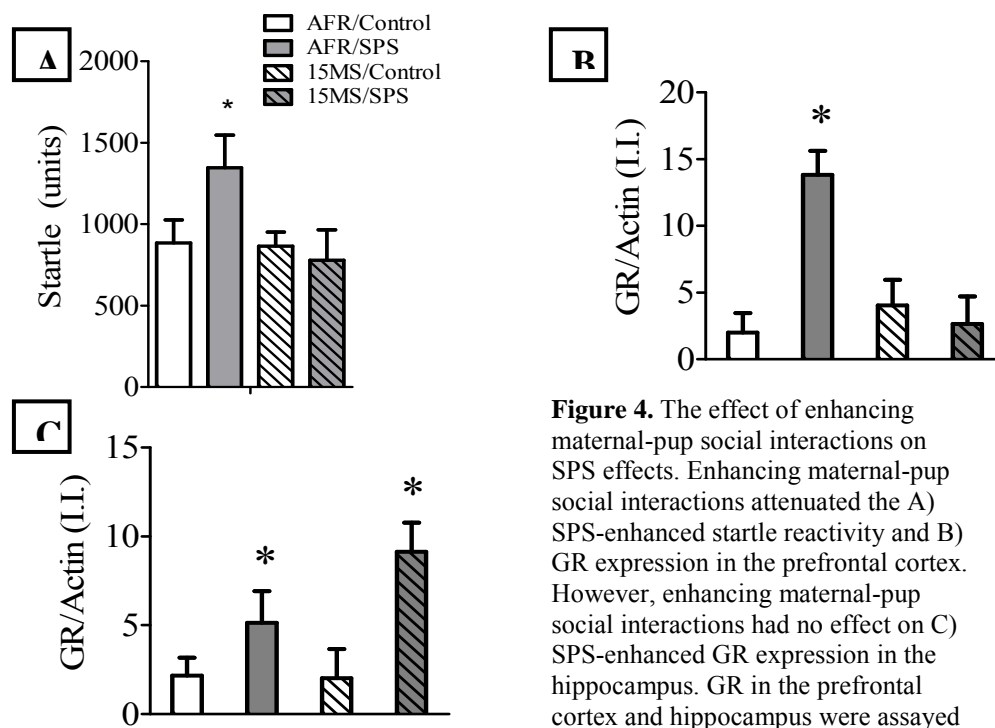 A
AFR/Control
AFR/SPS
15MS/Control
15MS/SPS
2000
1500
1000
500
0
Startle (units)
*
B
20
15
10
5
0
GR/Actin (I.I.)
*
C
15
10
5
0
GR/Actin (I.I.)
*
*
Figure 4. The effect of enhancing
maternal-pup social interactions on
SPS effects. Enhancing maternal-pup
social interactions attenuated the A)
SPS-enhanced startle reactivity and B)
GR expression in the prefrontal cortex.
However, enhancing maternal-pup
social interactions had no effect on C)
SPS-enhanced GR expression in the
hippocampus. GR in the prefrontal
cortex and hippocampus were assayed